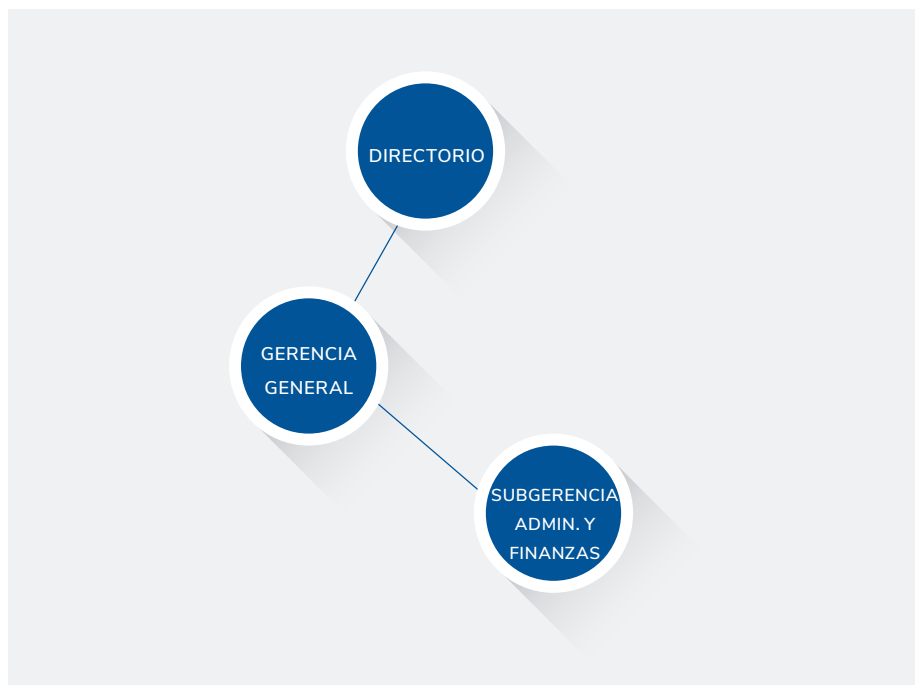 DIRECTORIO
GERENCIA
GENERAL
SUBGERENCIA
ADMIN. Y
FINANZAS